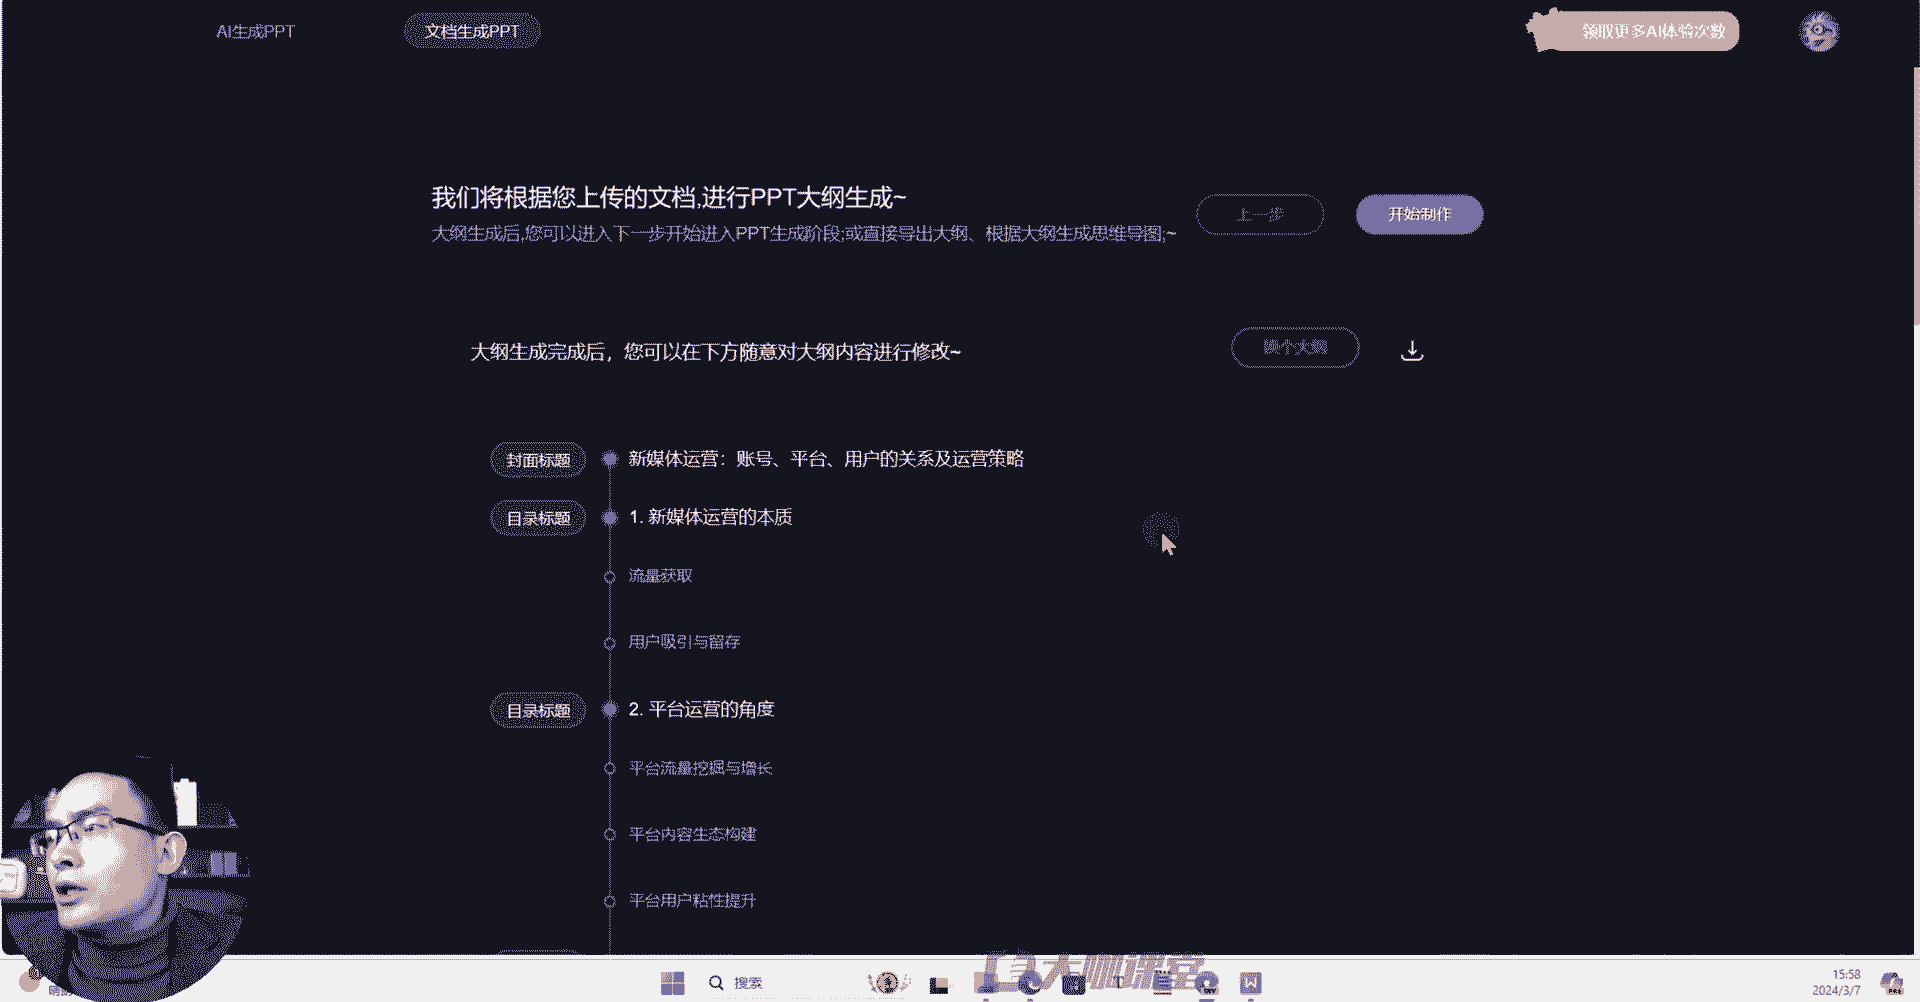 AI生成PPT
文档生成PPT
领取更多AI体验次数
我们将根据您上传的文档,进行PPT大纲生成~
大纲生成后,您可以进入下一步开始进入PPT生成阶段;或直接导出大纲、根据大纲生成思维导图;~
上一步
开始制作
大纲生成完成后，您可以在下方随意对大纲内容进行修改~
换个大纲
封面标题
新媒体运营：账号、平台、用户的关系及运营策略
目录标题
1. 新媒体运营的本质
流量获取
用户吸引与留存
目录标题
2. 平台运营的角度
平台流量挖掘与增长
平台内容生态构建
平台用户粘性提升
大咖课堂
搜索
15:58
2024/3/7